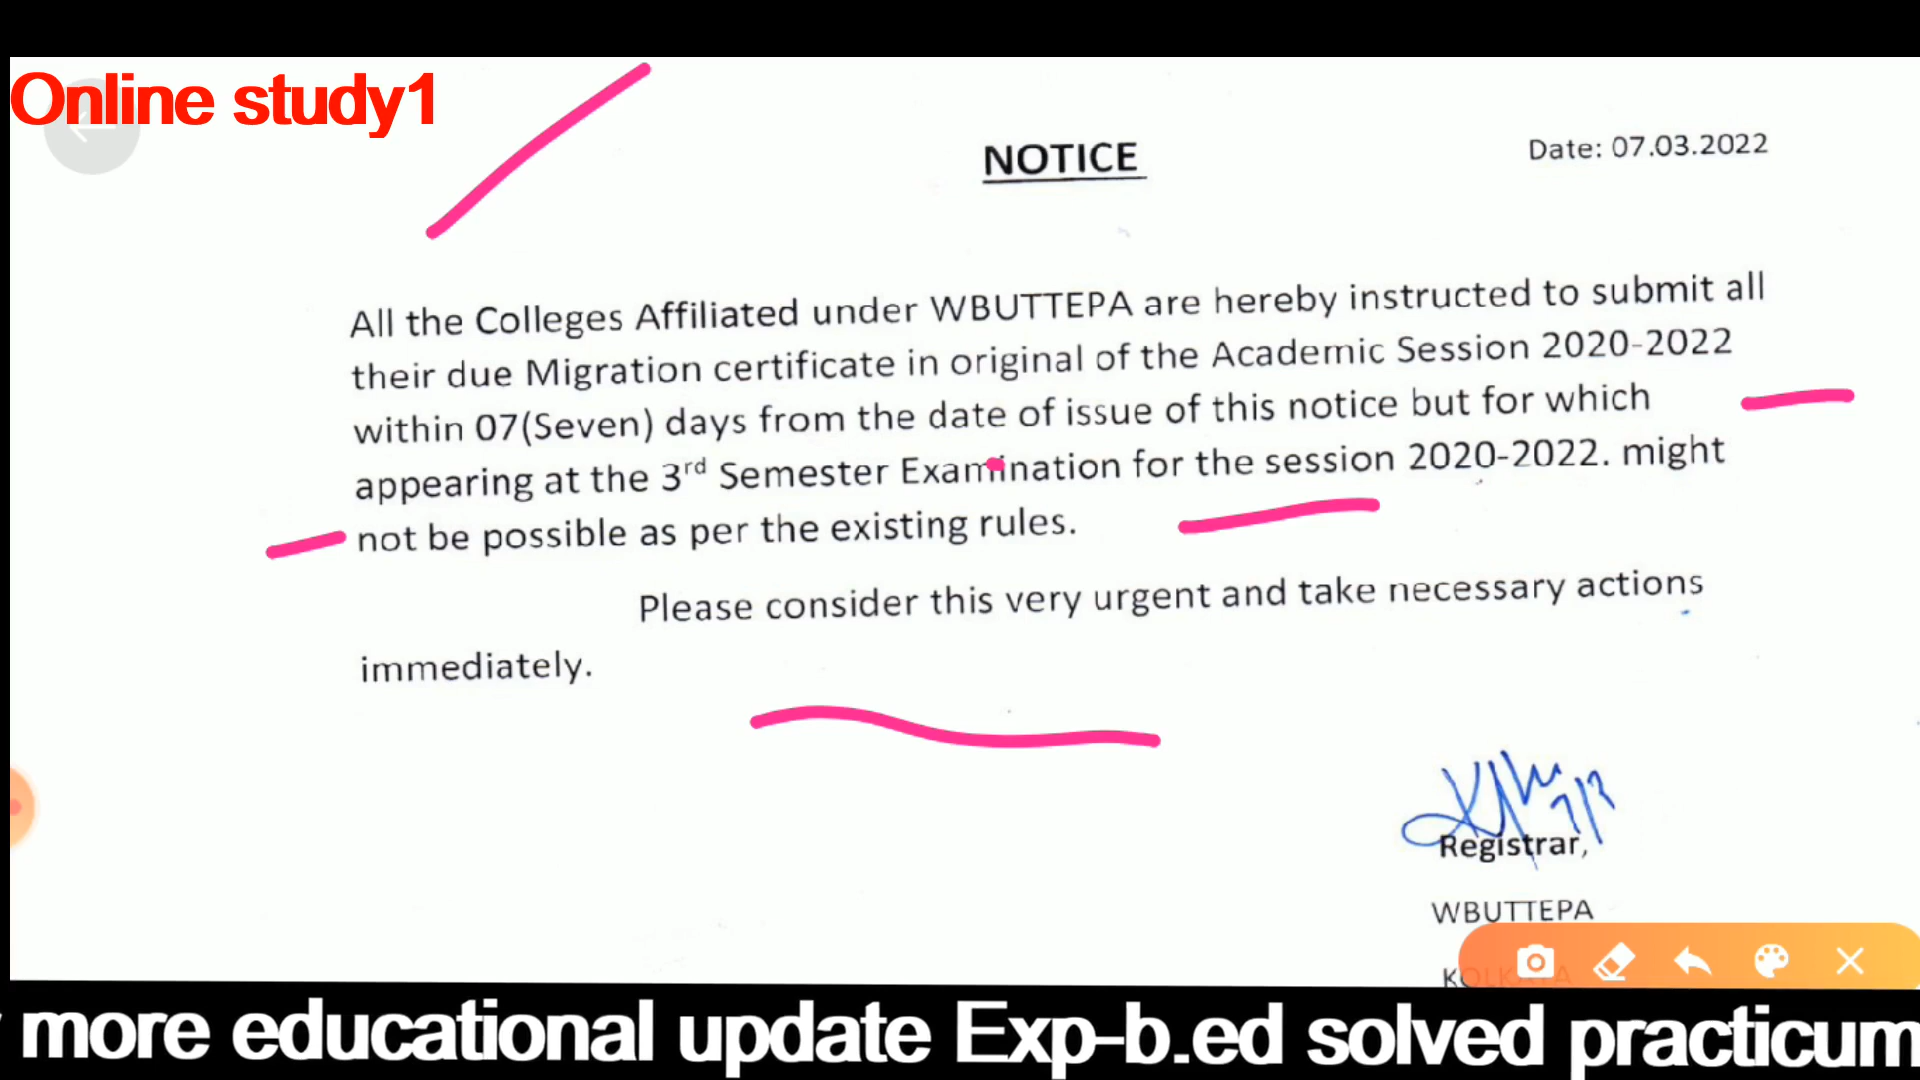 Online study1
NOTICE
Date: 07.03.2022
All the Colleges Affiliated under WBUTTEPA are hereby instructed to submit all
their due Migration certificate in original of the Academic Session 2020-2022
within 07(Seven) days from the date of issue of this notice but for which
appearing at the 3rd Semester Examination for the session 2020-2022. might
not be possible as per the existing rules.
Please consider this very urgent and take necessary actions
immediately.
7/3
Registrar,
WBUTTEPA
KOLKATA
more educational update Exp-b.ed solved practicum